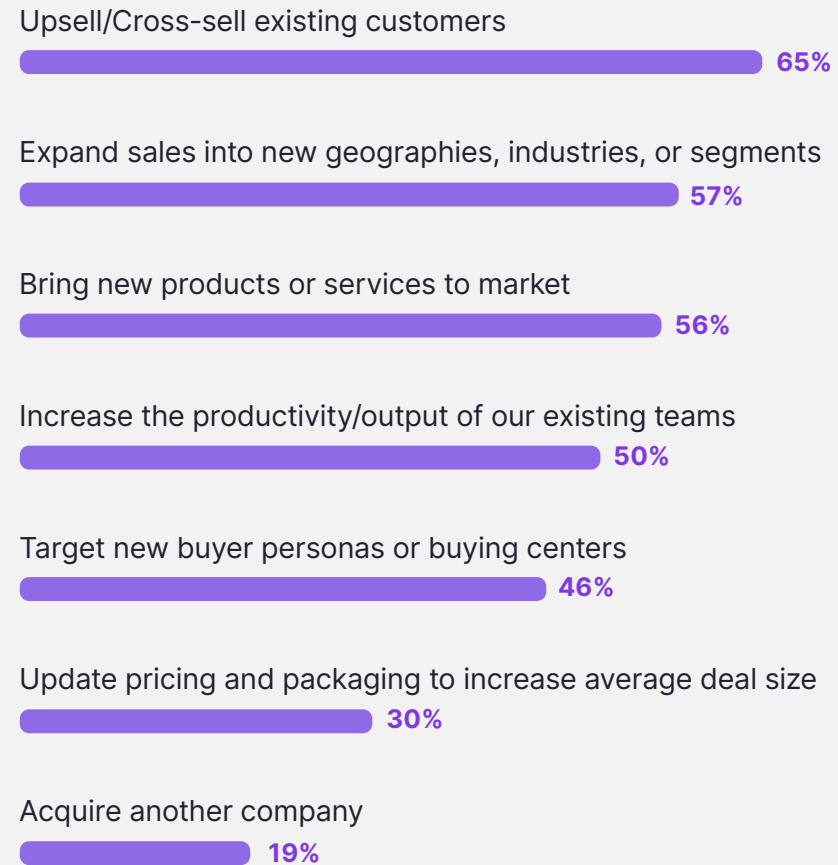 Upsell/Cross-sell existing customers
65%
Expand sales into new geographies, industries, or segments
57%
Bring new products or services to market
56%
Increase the productivity/output of our existing teams
50%
Target new buyer personas or buying centers
46%
Update pricing and packaging to increase average deal size
30%
Acquire another company
19%